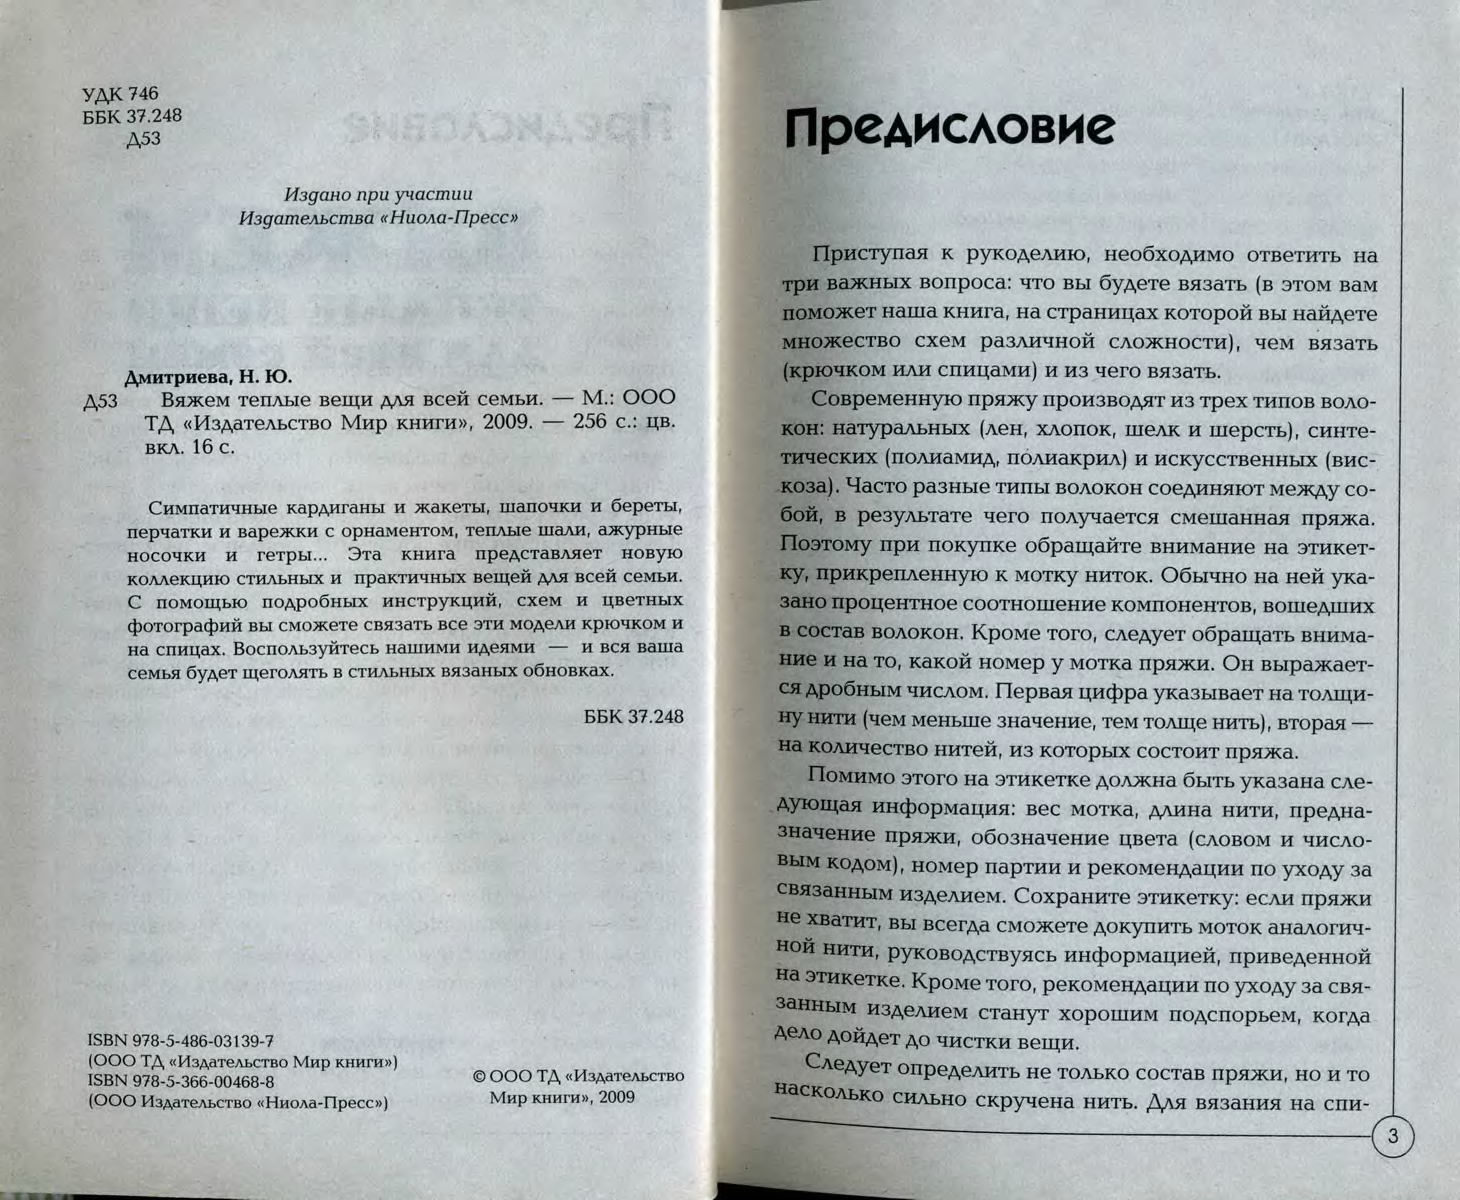 УДК 746
ББК 37.248
Д53
Издано при участии
Издательства «Ниола-Пресс»
Дмитриева, Н. Ю.
Д53 Вяжем теплые вещи для всей семьи. — М.: ООО
ТД «Издательство Мир книги», 2009. — 256 с.: цв.
вкл. 16 с.
Симпатичные кардиганы и жакеты, шапочки и береты,
перчатки и варежки с орнаментом, теплые шали, ажурные
носочки и гетры... Эта книга представляет новую
коллекцию стильных и практичных вещей для всей семьи.
С помощью подробных инструкций, схем и цветных
фотографий вы сможете связать все эти модели крючком и
на спицах. Воспользуйтесь нашими идеями — и вся ваша
семья будет щеголять в стильных вязаных обновках.
ББК 37.248
ISBN 978-5-486-03139-7
(ООО ТД «Издательство Мир книги»)
ISBN 978-5-366-00468-8
(ООО Издательство «Ниола-Пресс»)
© ООО ТД «Издательство
Мир книги», 2009
Предисловие
Приступая к рукоделию, необходимо ответить на
три важных вопроса: что вы будете вязать (в этом вам
поможет наша книга, на страницах которой вы найдете
множество схем различной сложности), чем вязать
(крючком или спицами) и из чего вязать.
Современную пряжу производят из трех типов воло-
кон: натуральных (лен, хлопок, шелк и шерсть), синте-
тических (полиамид, полиакрил) и искусственных (вис-
коза). Часто разные типы волокон соединяют между со-
бой, в результате чего получается смешанная пряжа.
Поэтому при покупке обращайте внимание на этикет-
ку, прикрепленную к мотку ниток. Обычно на ней ука-
зано процентное соотношение компонентов, вошедших
в состав волокон. Кроме того, следует обращать внима-
ние и на то, какой номер у мотка пряжи. Он выражает-
ся дробным числом. Первая цифра указывает на толщи-
ну нити (чем меньше значение, тем толще нить), вторая —
на количество нитей, из которых состоит пряжа.
Помимо этого на этикетке должна быть указана сле-
дующая информация: вес мотка, длина нити, предна-
значение пряжи, обозначение цвета (словом и число-
вым кодом), номер партии и рекомендации по уходу за
связанным изделием. Сохраните этикетку: если пряжи
не хватит, вы всегда сможете докупить моток аналогич-
ной нити, руководствуясь информацией, приведенной
на этикетке. Кроме того, рекомендации по уходу за свя-
занным изделием станут хорошим подспорьем, когда
дело дойдет до чистки вещи.
Следует определить не только состав пряжи, но и то
насколько сильно скручена нить. Для вязания на спи-
3